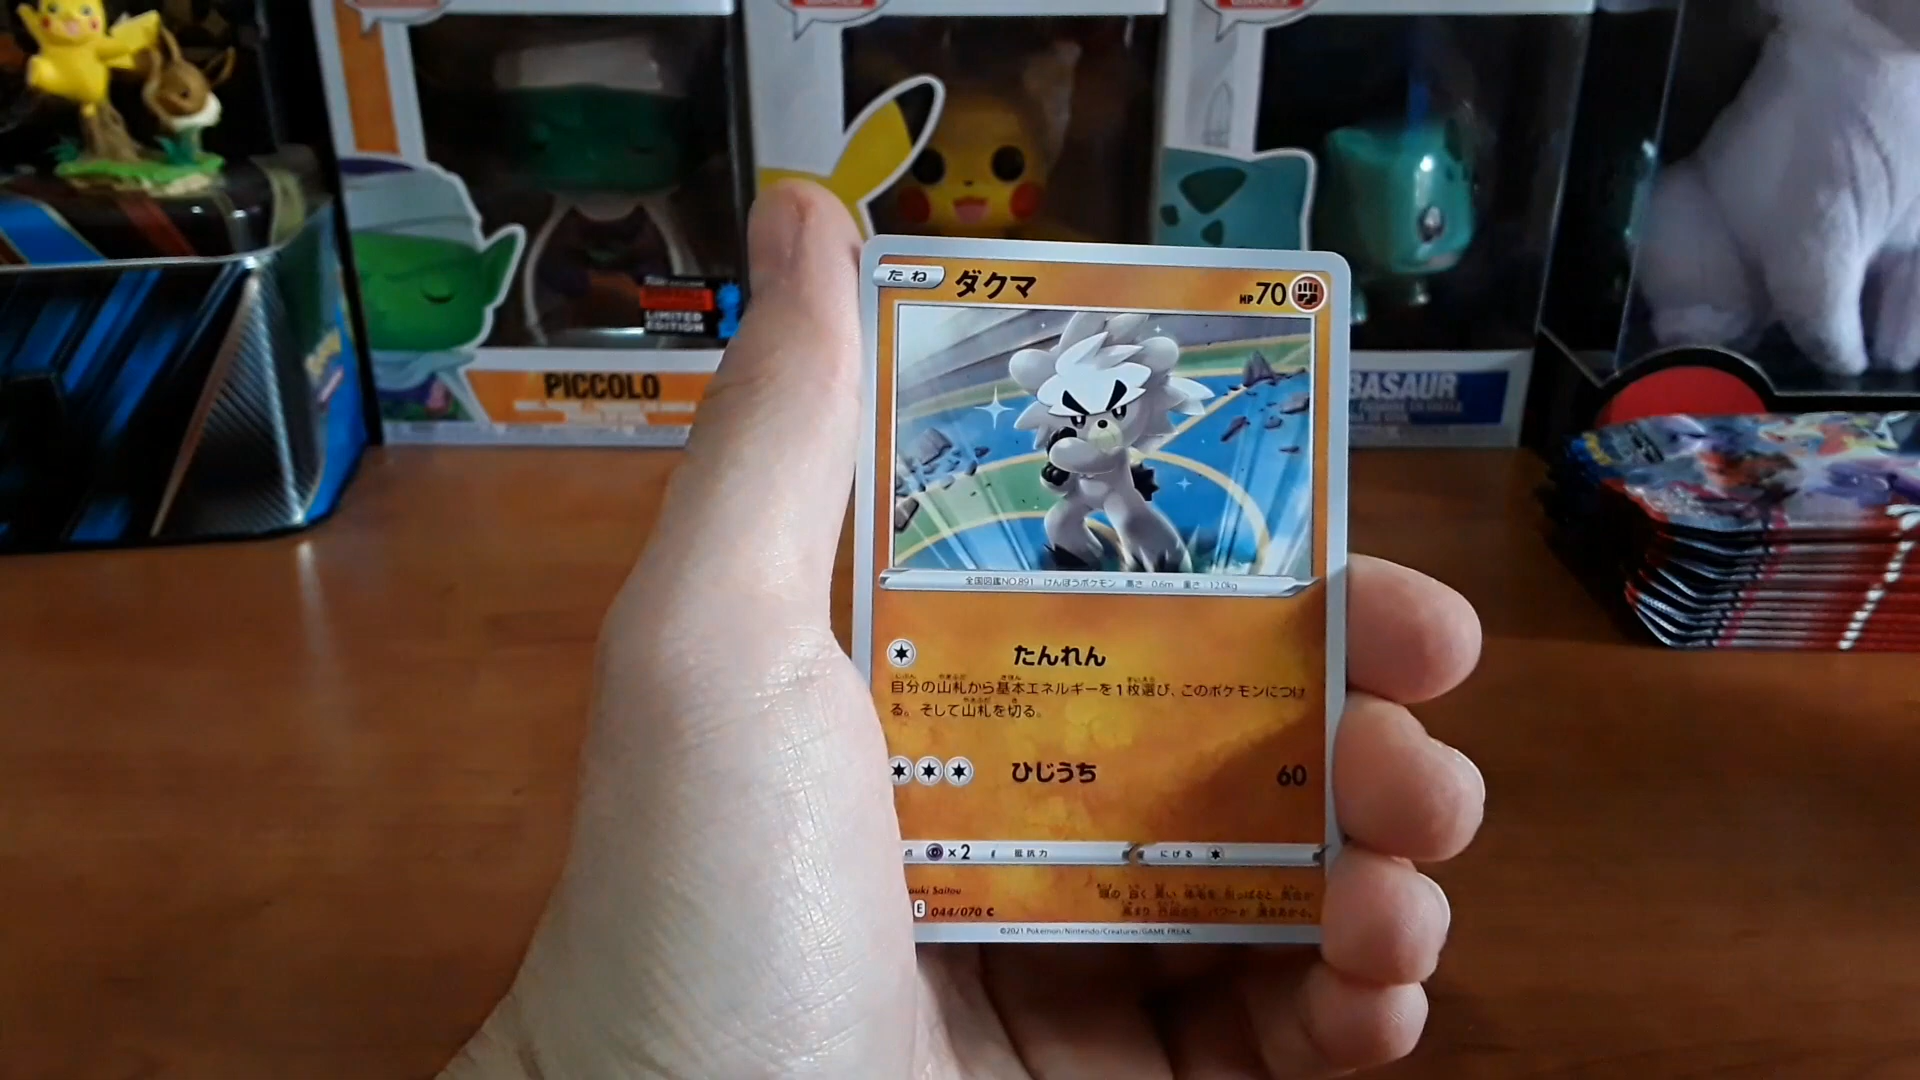 LIMITED
EDITION
PICCOLO
BASAUR
たね
ダクマ
HP 70
全国図鑑NO.891 けんぽうポケモン 高さ 0.6m 重さ 12.0kg
たんれん
自分の山札から基本エネルギーを1枚選び、このポケモンにつけ
る。そして山札を切る。
ひじうち 60
点 ×2 抵抗力 にげる
ouki Saitou
E 044/070 C
©2021 Pokémon/Nintendo/Creatures/GAME FREAK